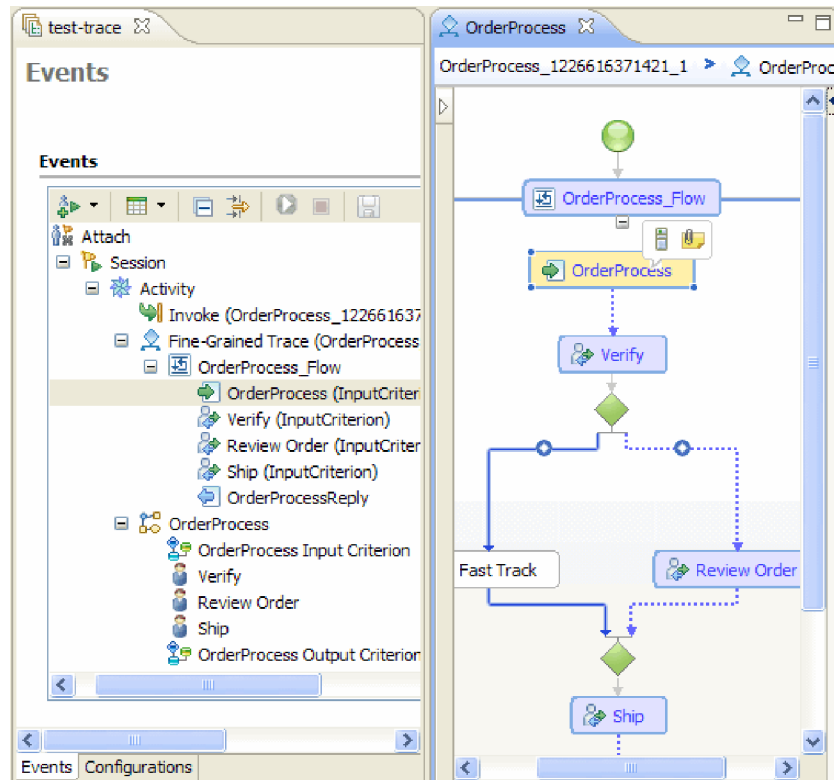 test-trace
Events
Events
Attach
Session
Activity
Invoke (OrderProcess_122661637
Fine-Grained Trace (OrderProcess
OrderProcess_Flow
OrderProcess (InputCriteri
Verify (InputCriterion)
Review Order (InputCriter
Ship (InputCriterion)
OrderProcessReply
OrderProcess
OrderProcess Input Criterion
Verify
Review Order
Ship
OrderProcess Output Criterion
Events Configurations
OrderProcess
OrderProcess_1226616371421_1 OrderProc
OrderProcess_Flow
OrderProcess
Verify
Fast Track
Review Order
Ship